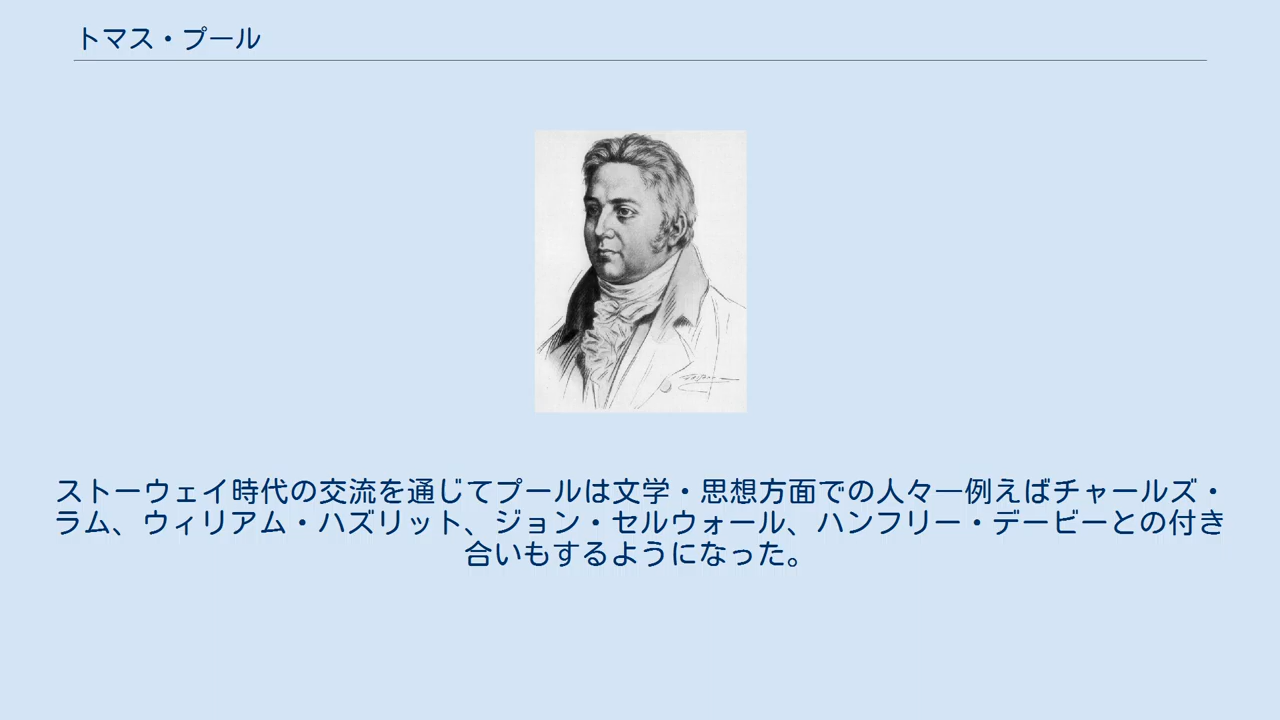 トマス・プール
ストーウェイ時代の交流を通じてプールは文学・思想方面での人々―例えばチャールズ・
ラム、ウィリアム・ハズリット、ジョン・セルウォール、ハンフリー・デービーとの付き
合いもするようになった。